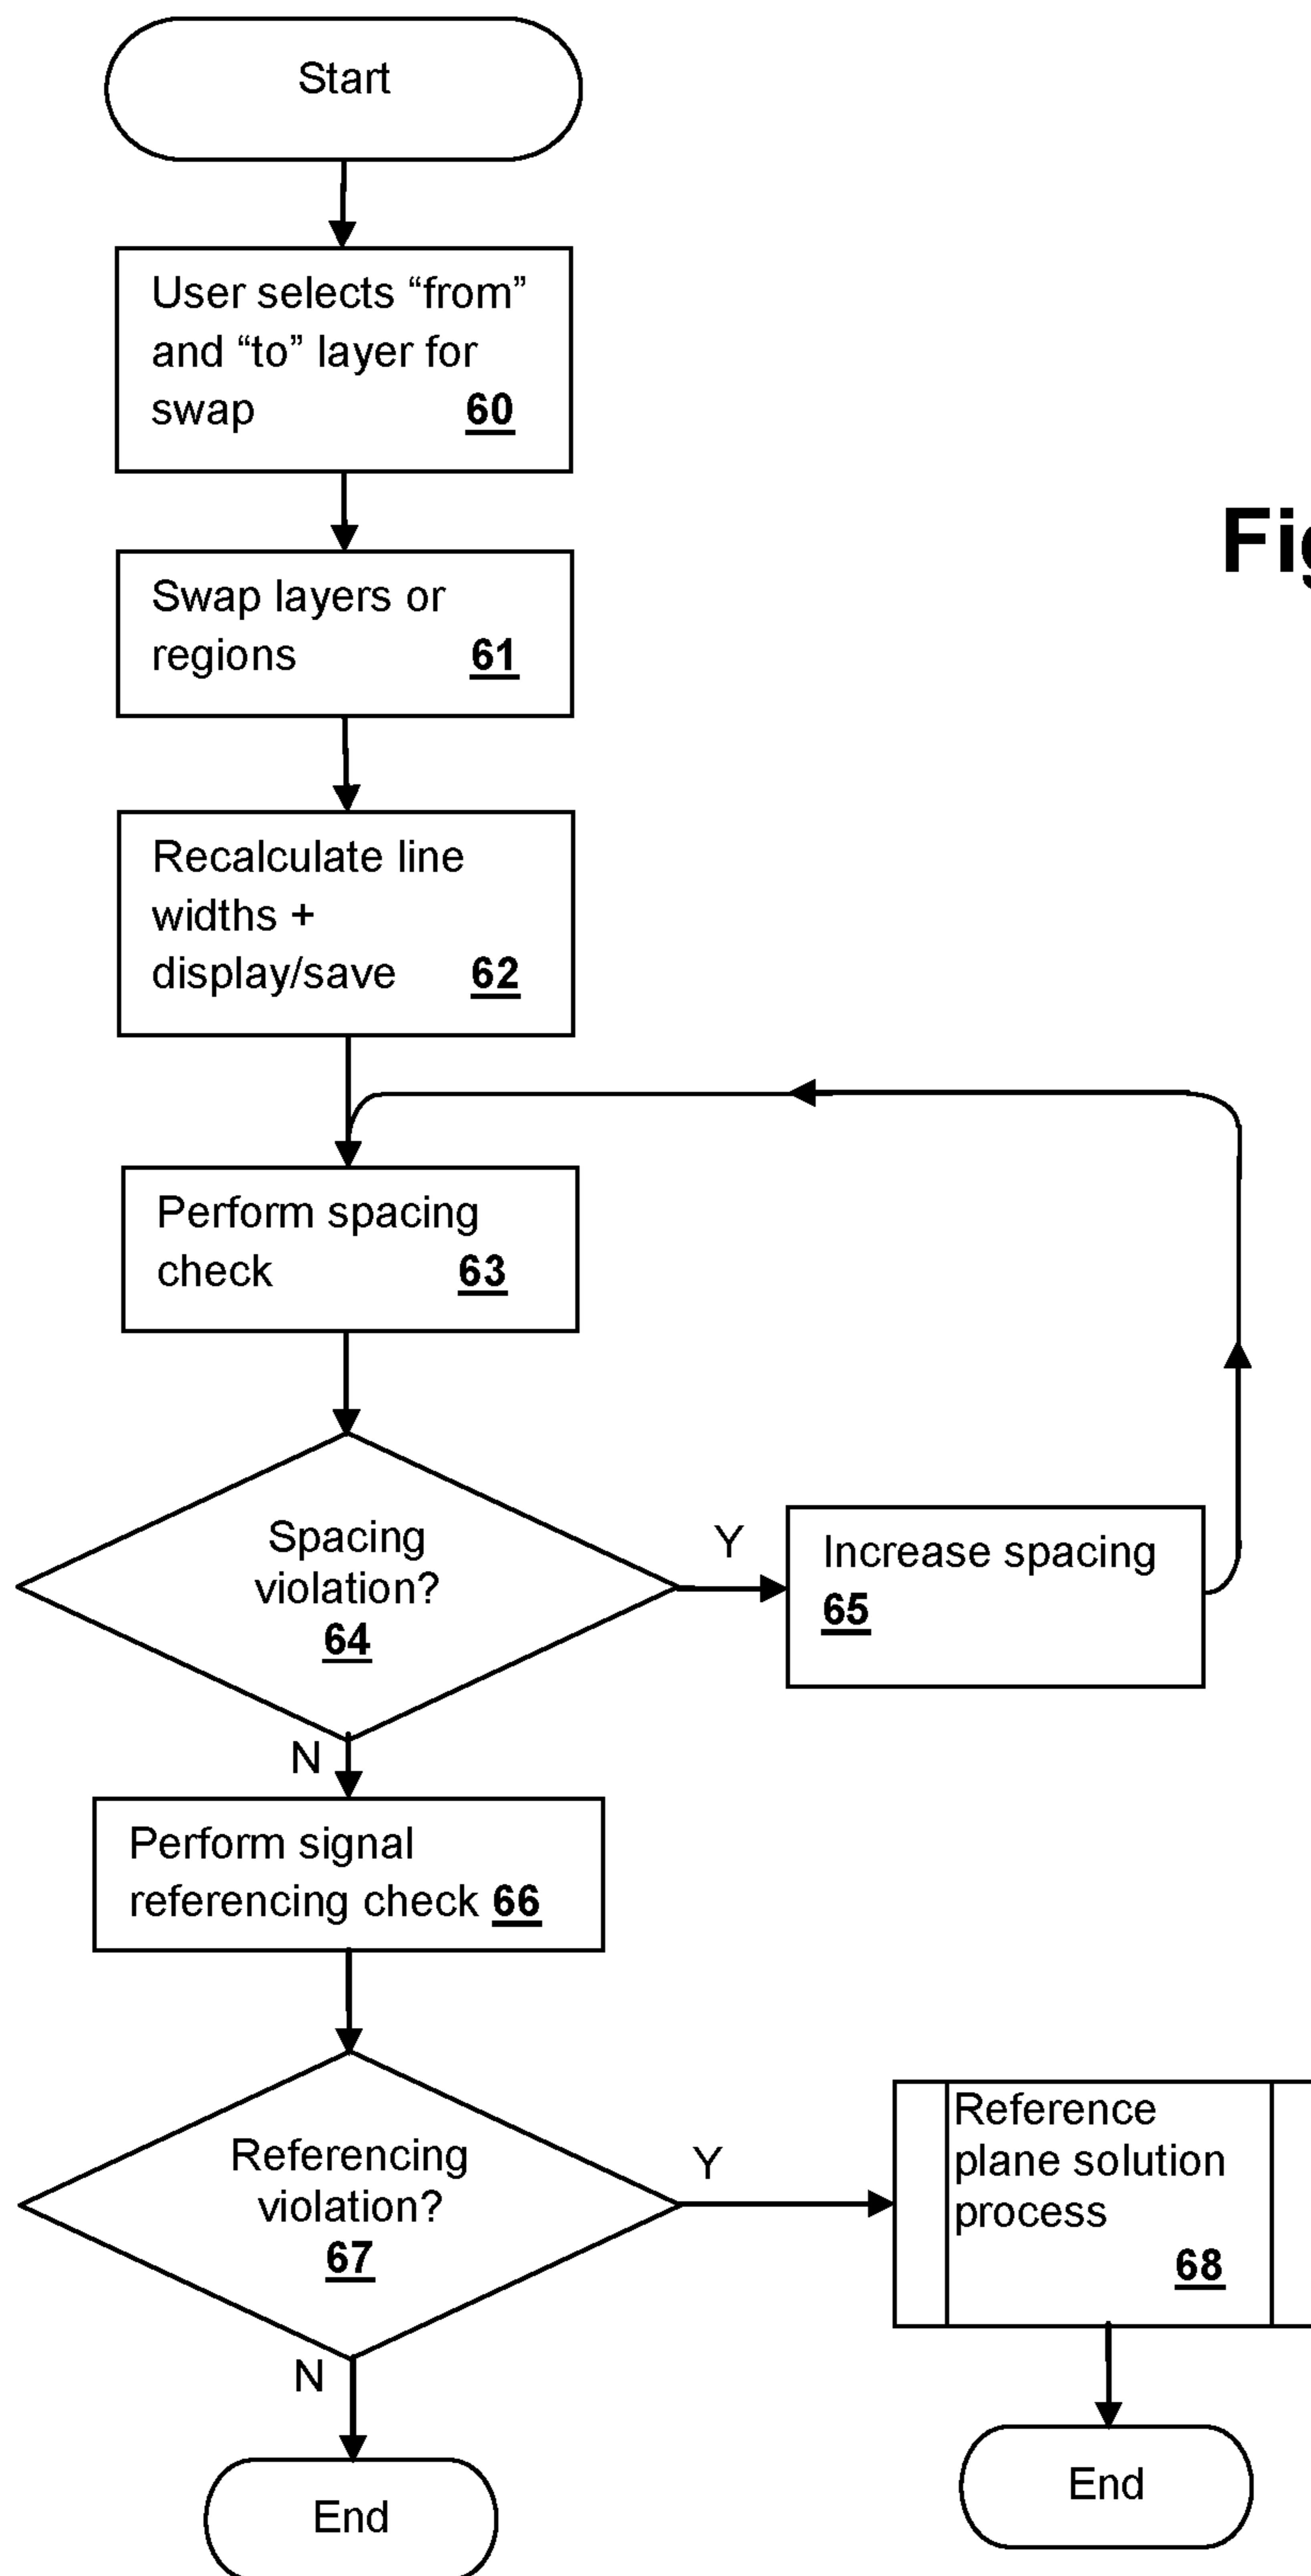 Start
User selects “from”
and “to” layer for
swap 60
Swap layers or
regions 61
Recalculate line
widths +
display/save 62
Perform spacing
check 63
Spacing
violation?
64
Y
Increase spacing
65
N
Perform signal
referencing check 66
Referencing
violation?
67
Y
Reference
plane solution
process
68
N
End
End